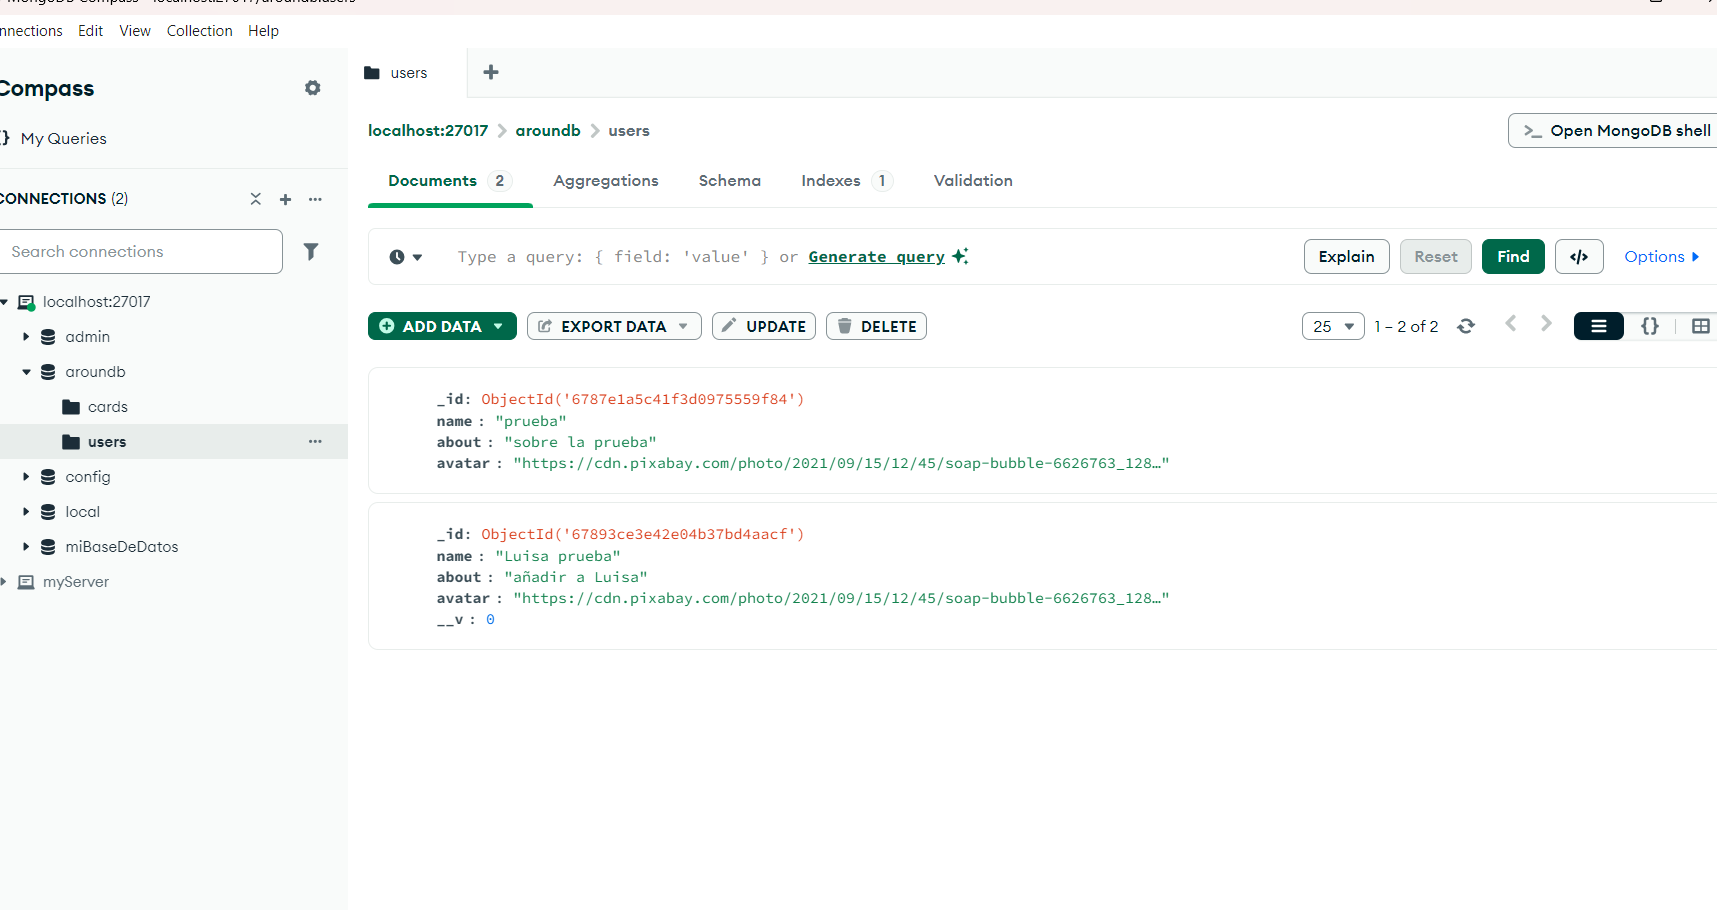 Connections Edit View Collection Help
Compass
users
localhost:27017 aroundb users
Open MongoDB shell
{} My Queries
Documents 2 Aggregations Schema Indexes 1 Validation
CONNECTIONS (2)
Search connections
Type a query: { field: 'value' } or Generate query
Explain Reset Find </> Options
localhost:27017
admin
aroundb
cards
users
config
local
miBaseDeDatos
myServer
ADD DATA EXPORT DATA UPDATE DELETE
25 1 – 2 of 2 {}
_id: ObjectId('6787e1a5c41f3d0975559f84')
name : "prueba"
about : "sobre la prueba"
avatar : "https://cdn.pixabay.com/photo/2021/09/15/12/45/soap-bubble-6626763_128…"
_id: ObjectId('67893ce3e42e04b37bd4aacf')
name : "Luisa prueba"
about : "añadir a Luisa"
avatar : "https://cdn.pixabay.com/photo/2021/09/15/12/45/soap-bubble-6626763_128…"
__v : 0